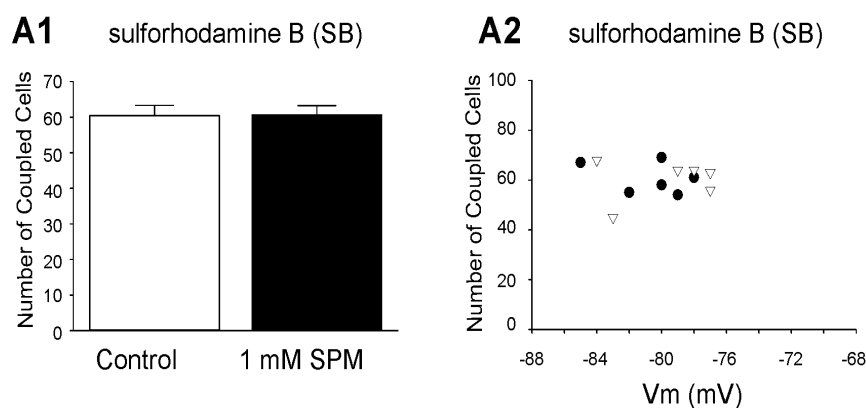 A1 sulforhodamine B (SB)
Number of Coupled Cells
70
60
50
40
30
20
10
0
Control 1 mM SPM
A2 sulforhodamine B (SB)
Number of Coupled Cells
100
80
60
40
20
0
-88 -84 -80 -76 -72 -68
Vm (mV)